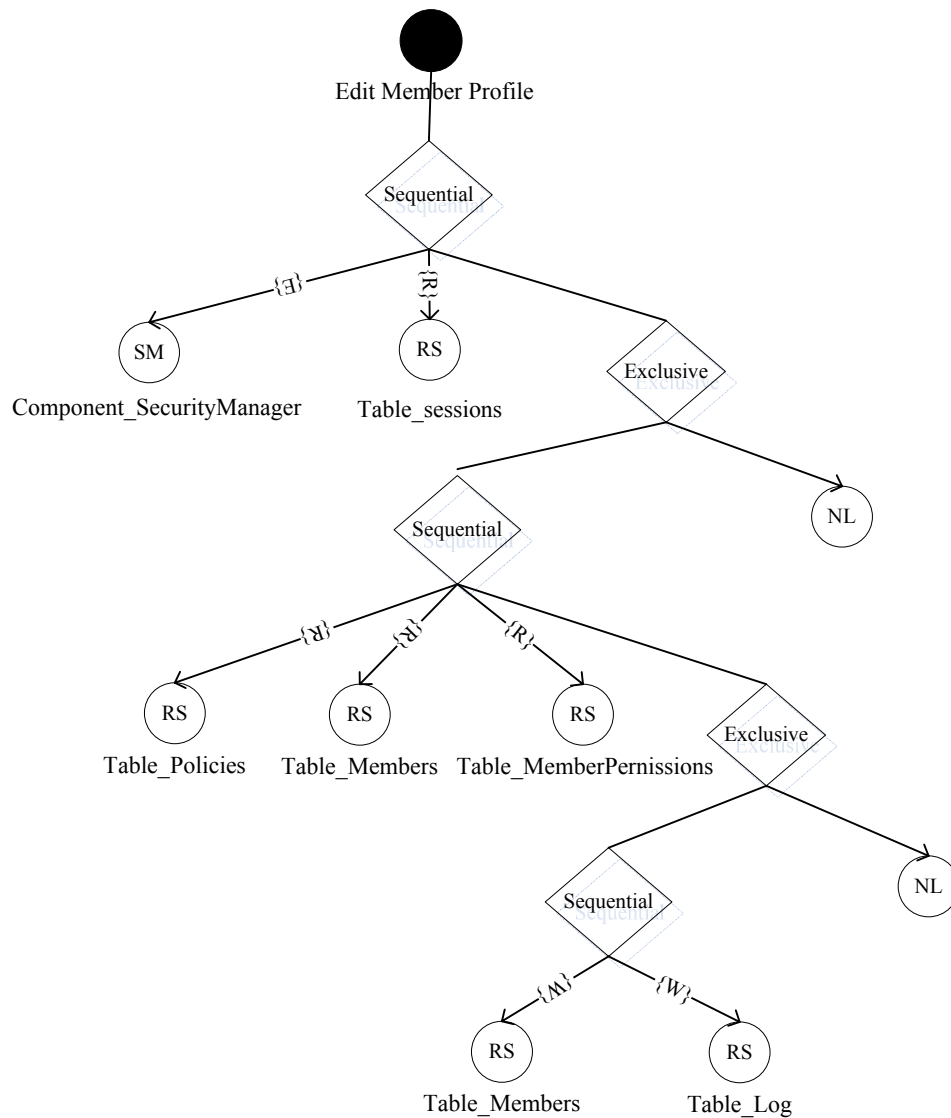 Edit Member Profile
Sequential
{E}
{R}
SM
RS
Exclusive
Component_SecurityManager
Table_sessions
NL
Sequential
{R}
{R}
{R}
RS
RS
RS
Exclusive
Table_Policies
Table_Members
Table_MemberPernissions
NL
Sequential
{W}
{W}
RS
RS
Table_Members
Table_Log